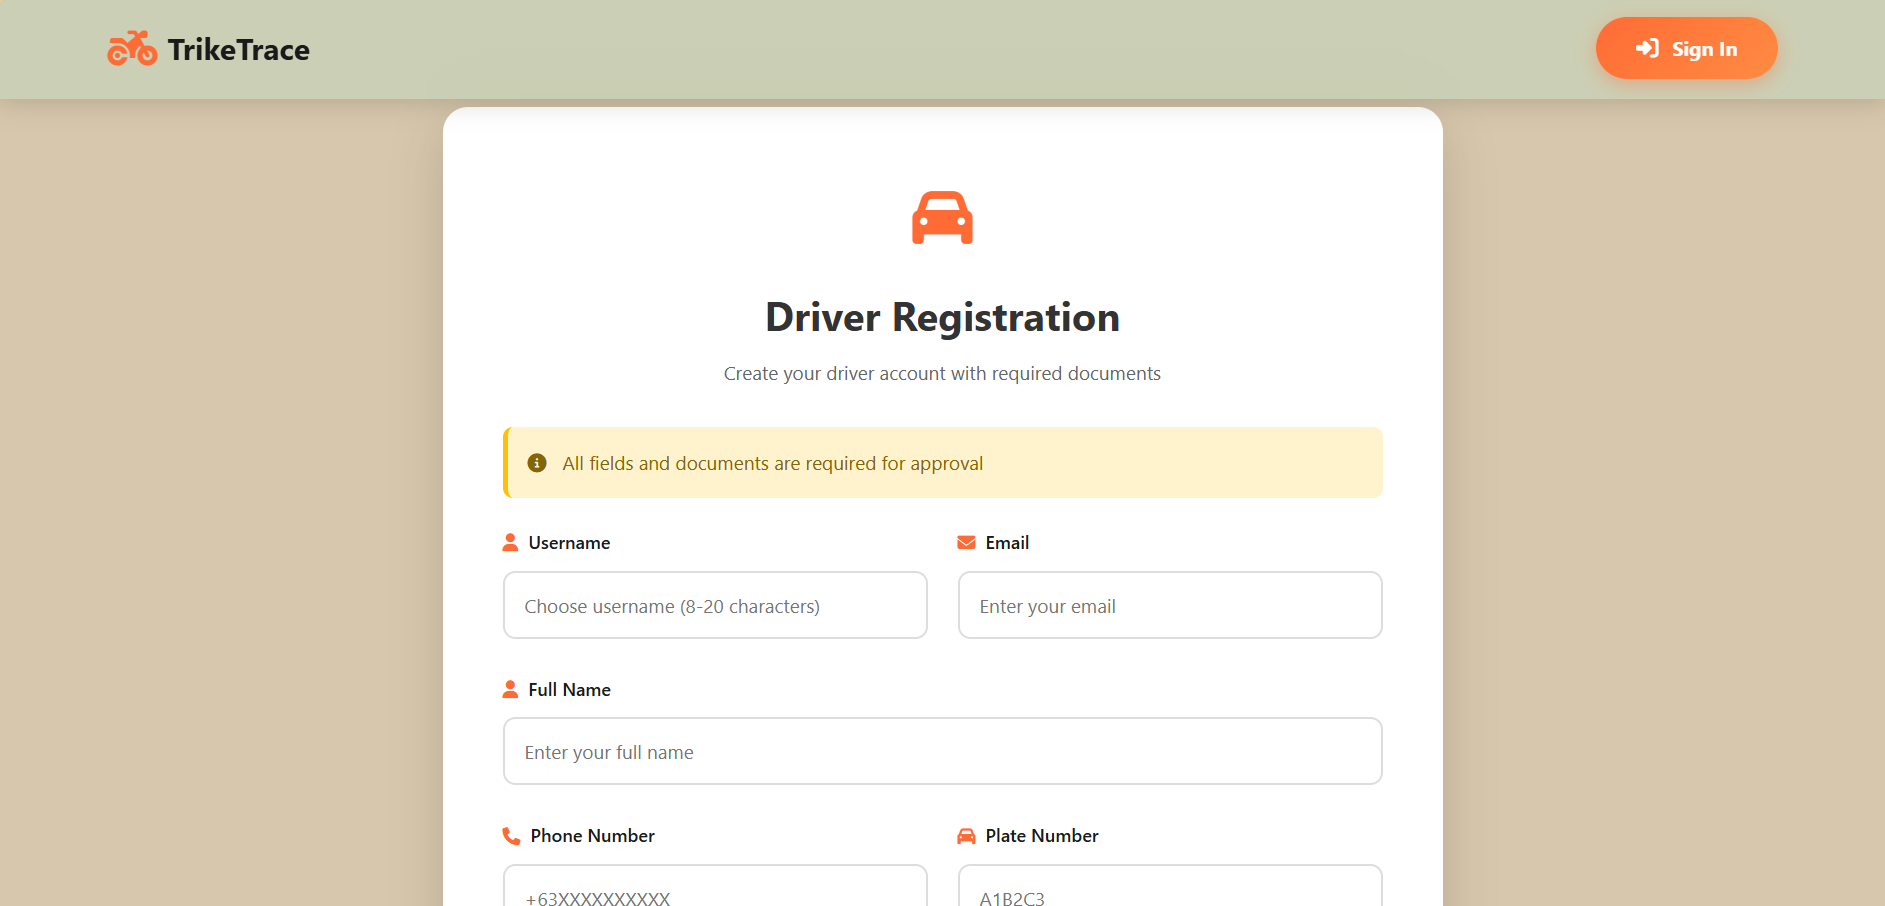 TrikeTrace
Sign In
Driver Registration
Create your driver account with required documents
All fields and documents are required for approval
Username
Email
Choose username (8-20 characters)
Enter your email
Full Name
Enter your full name
Phone Number
Plate Number
+63XXXXXXXXXX
A1B2C3